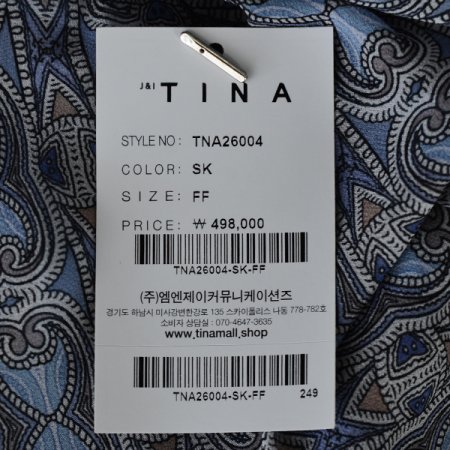 J&I
TINA
STYLE NO: TNA26004
COLOR: SK
SIZE: FF
PRICE: ₩ 498,000
TNA26004-SK-FF
(주)엠엔제이커뮤니케이션즈
경기도 하남시 미사강변한강로 135 스카이폴리스 나동 778-782호
소비자 상담실 : 070-4647-3635
www.tinamall.shop
TNA26004-SK-FF
249